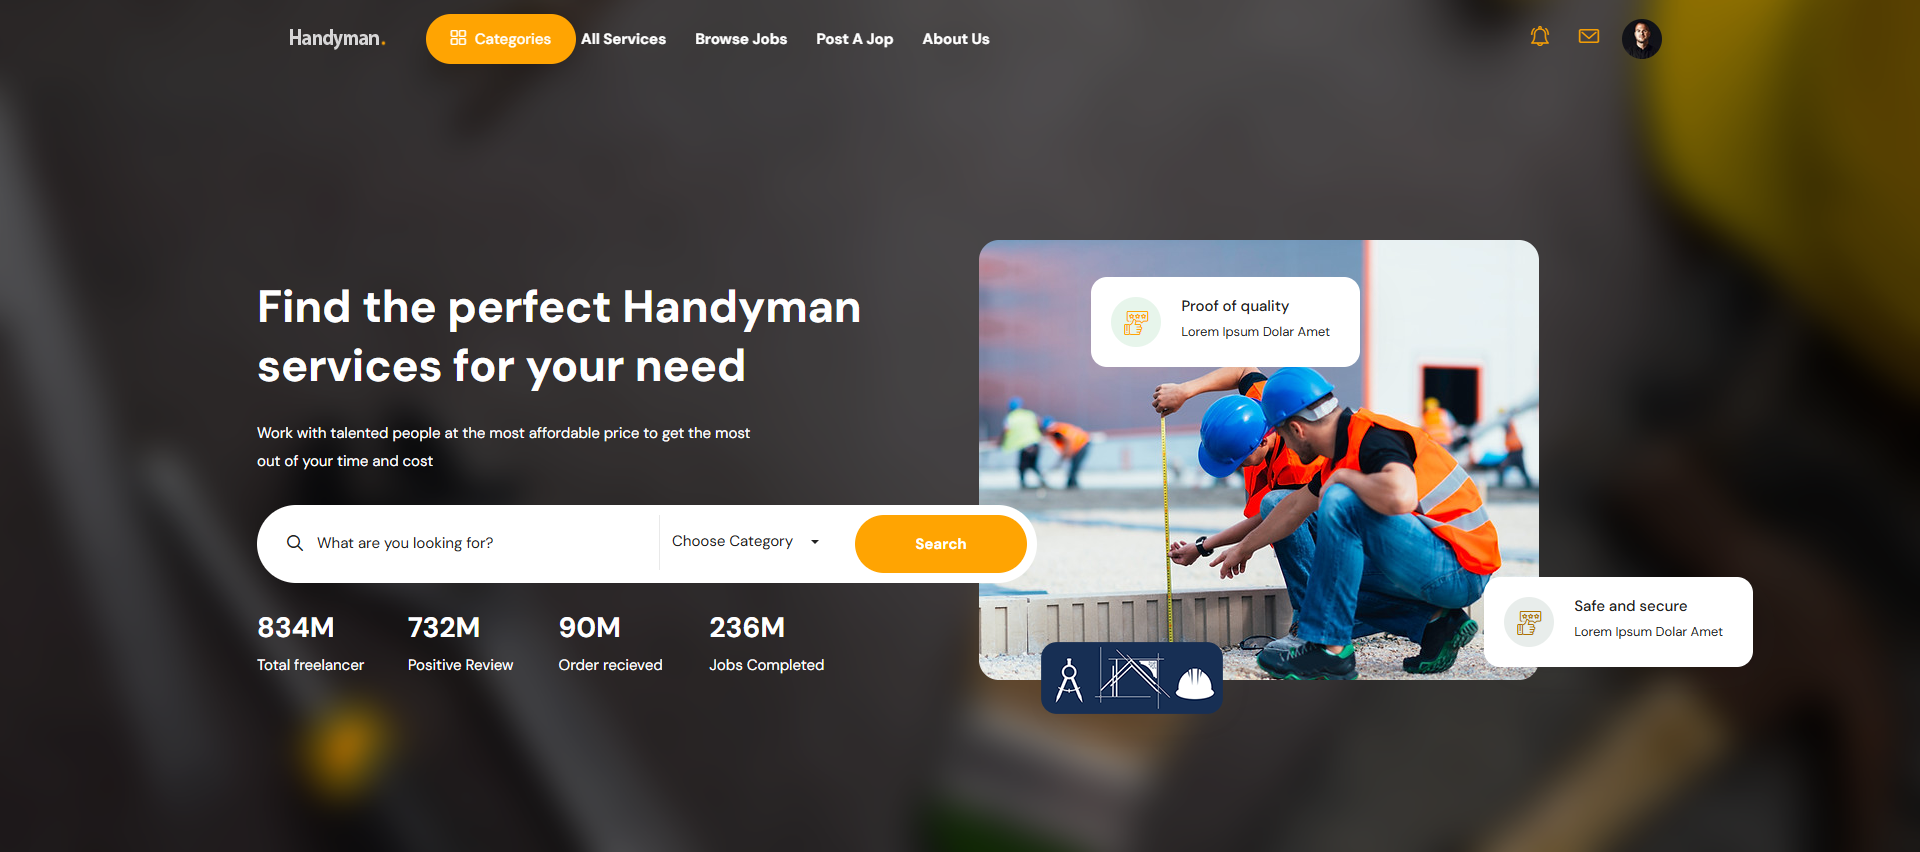 Handyman.
Categories
All Services
Browse Jobs
Post A Jop
About Us
Find the perfect Handyman
services for your need
Work with talented people at the most affordable price to get the most
out of your time and cost
What are you looking for?
Choose Category
Search
834M
Total freelancer
732M
Positive Review
90M
Order recieved
236M
Jobs Completed
Proof of quality
Lorem Ipsum Dolar Amet
Safe and secure
Lorem Ipsum Dolar Amet